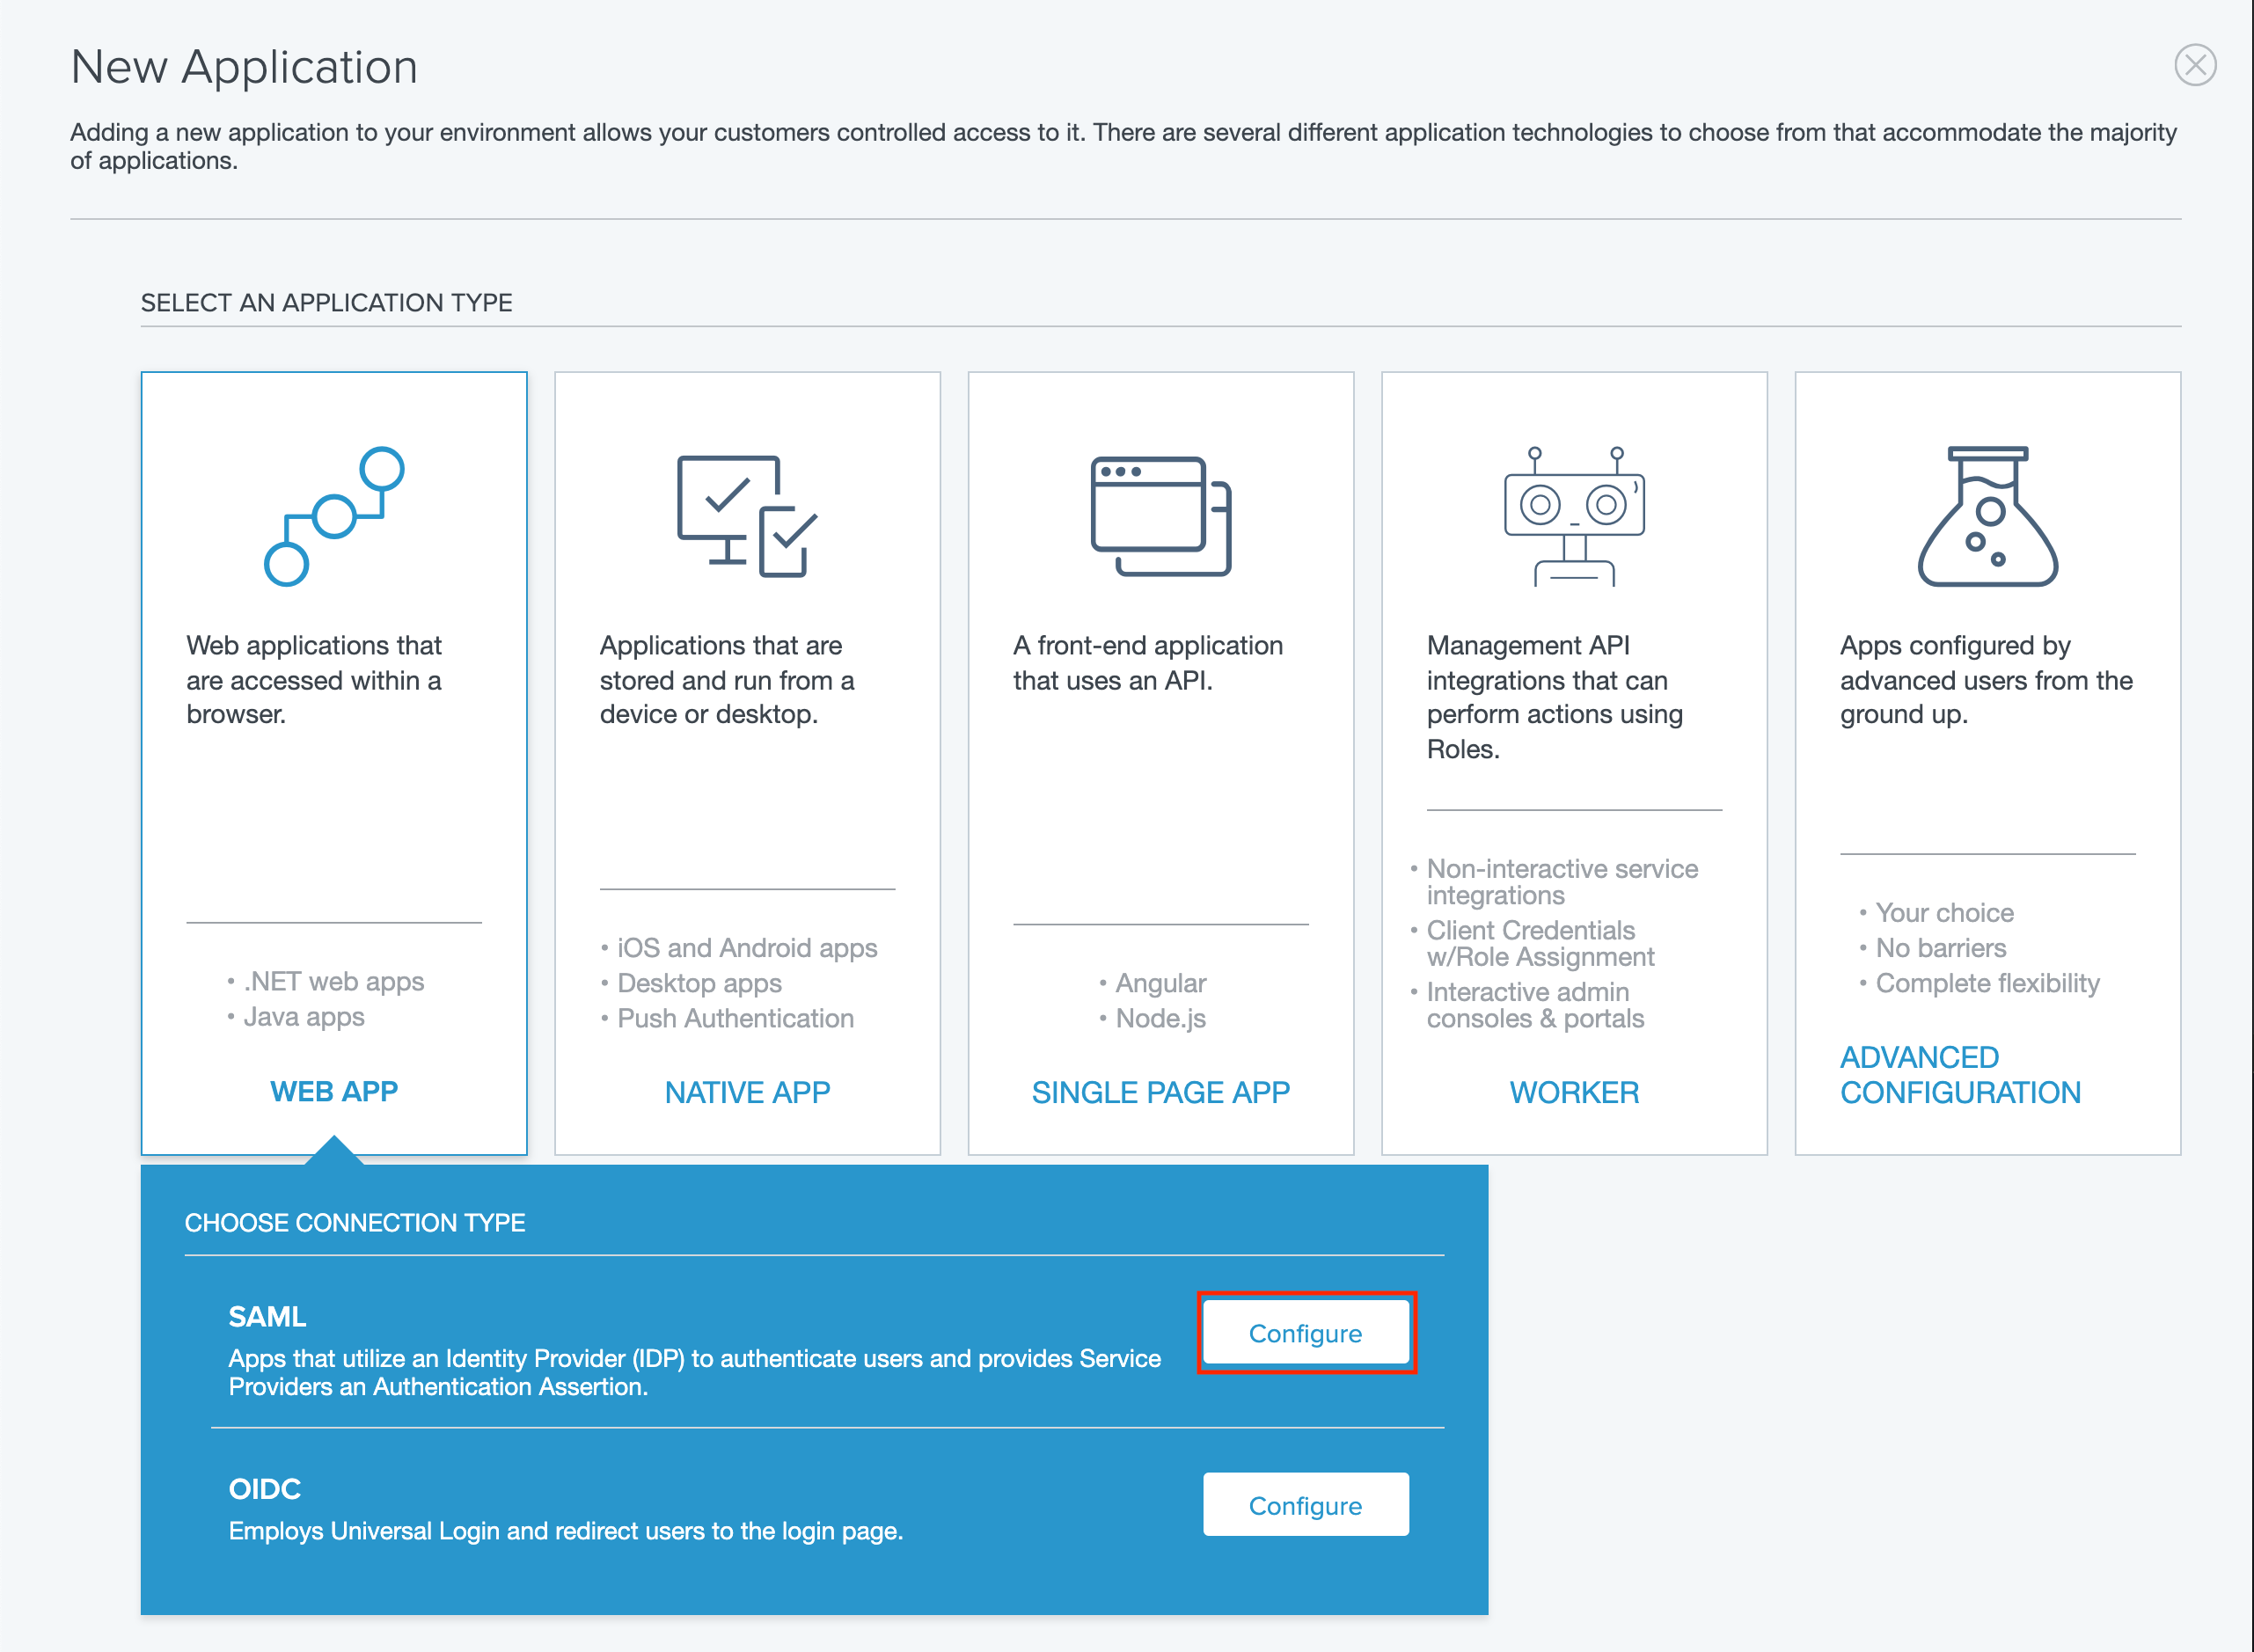 New Application
Adding a new application to your environment allows your customers controlled access to it. There are several different application technologies to choose from that accommodate the majority
of applications.
SELECT AN APPLICATION TYPE
Web applications that
are accessed within a
browser.
• .NET web apps
• Java apps
WEB APP
Applications that are
stored and run from a
device or desktop.
• iOS and Android apps
• Desktop apps
• Push Authentication
NATIVE APP
A front-end application
that uses an API.
• Angular
• Node.js
SINGLE PAGE APP
Management API
integrations that can
perform actions using
Roles.
• Non-interactive service
integrations
• Client Credentials
w/Role Assignment
• Interactive admin
consoles & portals
WORKER
Apps configured by
advanced users from the
ground up.
• Your choice
• No barriers
• Complete flexibility
ADVANCED
CONFIGURATION
CHOOSE CONNECTION TYPE
SAML
Apps that utilize an Identity Provider (IDP) to authenticate users and provides Service
Providers an Authentication Assertion.
Configure
OIDC
Employs Universal Login and redirect users to the login page.
Configure